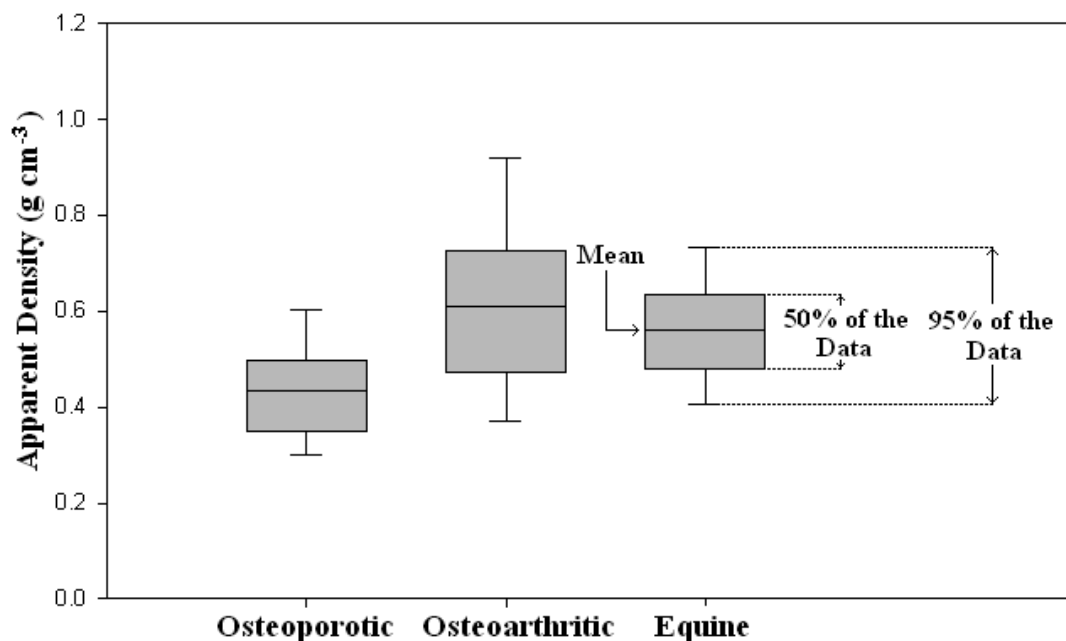 Apparent Density (g cm⁻³)
1.2
1.0
0.8
0.6
0.4
0.2
0.0
Mean
50% of the
Data
95% of the
Data
Osteoporotic
Osteoarthritic
Equine